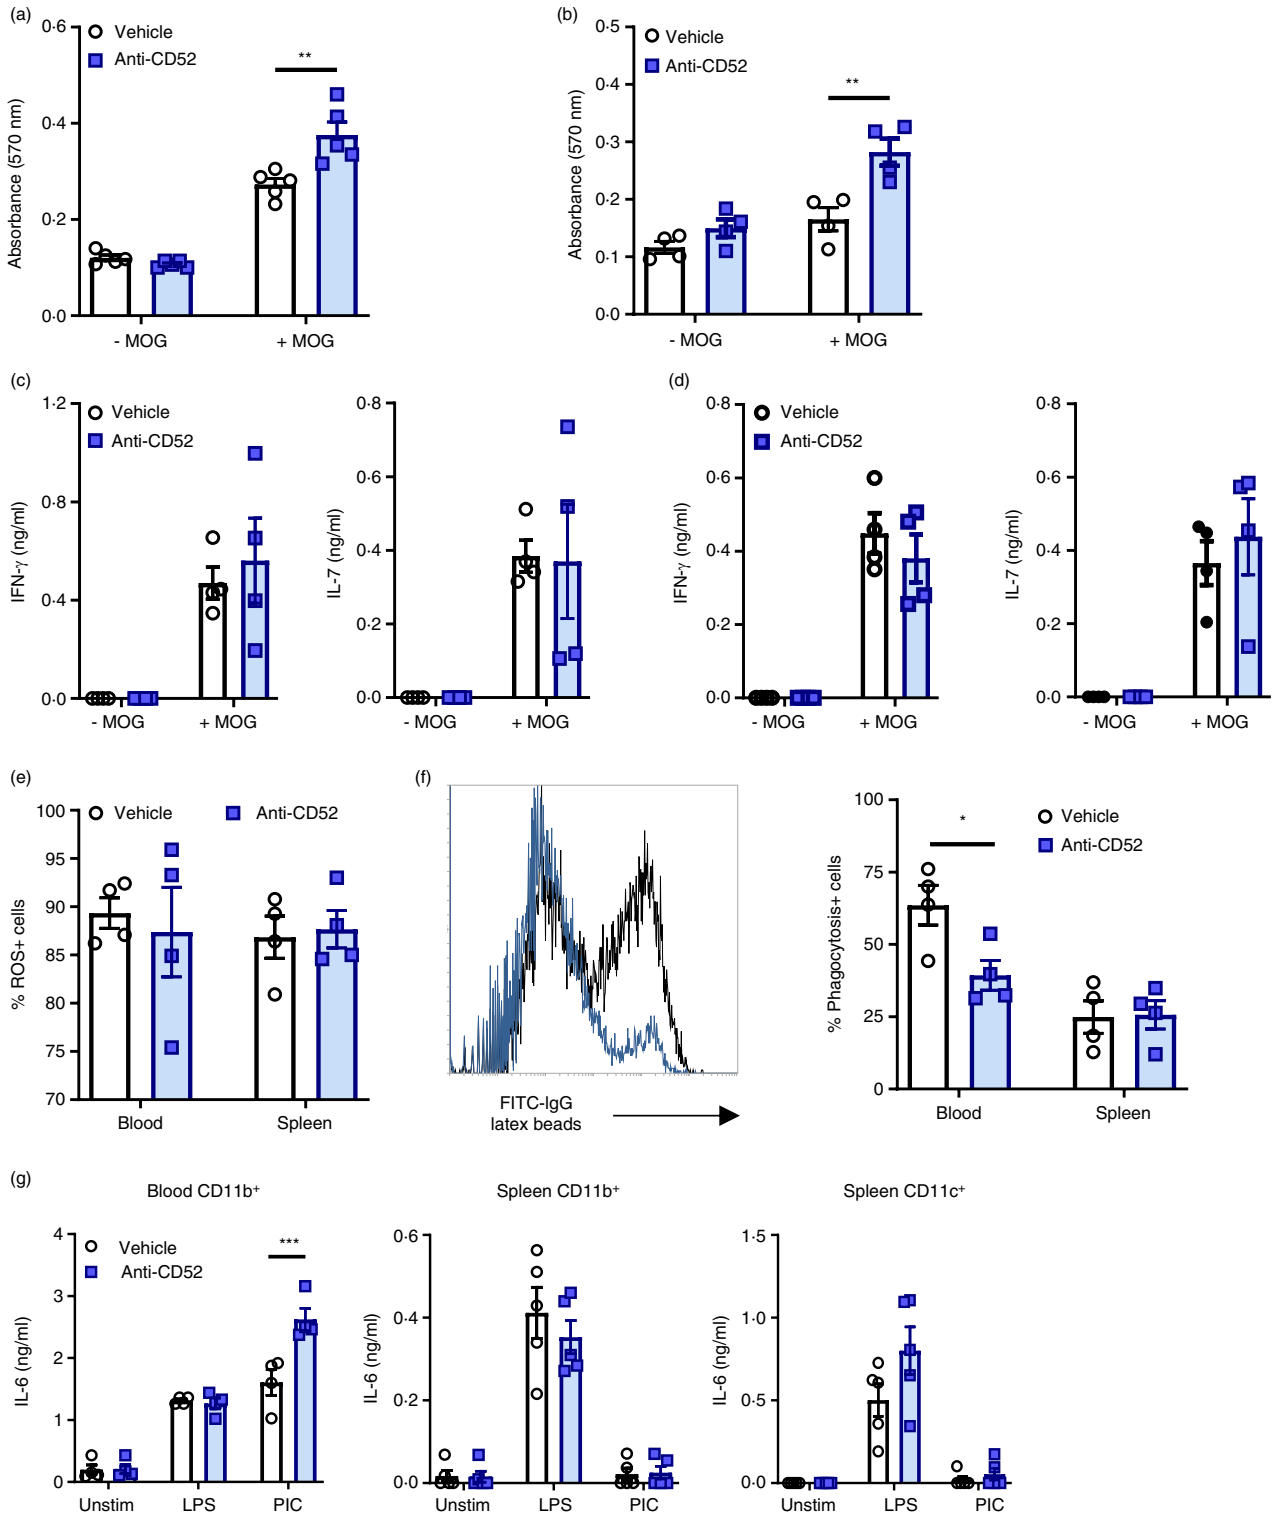 (a)
0·6
0·4
0·2
0·0
Absorbance (570 nm)
Vehicle
Anti-CD52
**
- MOG
+ MOG
(b)
0·5
0·4
0·3
0·2
0·1
0·0
Absorbance (570 nm)
Vehicle
Anti-CD52
**
- MOG
+ MOG
(c)
1·2
0·8
0·4
0·0
IFN-γ (ng/ml)
Vehicle
Anti-CD52
- MOG
+ MOG
0·8
0·6
0·4
0·2
0·0
IL-7 (ng/ml)
- MOG
+ MOG
(d)
0·8
0·6
0·4
0·2
0·0
IFN-γ (ng/ml)
Vehicle
Anti-CD52
- MOG
+ MOG
0·8
0·6
0·4
0·2
0·0
IL-7 (ng/ml)
- MOG
+ MOG
(e)
100
95
90
85
80
75
70
% ROS+ cells
Vehicle
Anti-CD52
Blood
Spleen
(f)
FITC-IgG
latex beads
100
75
50
25
0
% Phagocytosis+ cells
Vehicle
Anti-CD52
*
Blood
Spleen
(g)
Blood CD11b+
4
3
2
1
0
IL-6 (ng/ml)
Vehicle
Anti-CD52
***
Unstim
LPS
PIC
Spleen CD11b+
0·6
0·4
0·2
0·0
IL-6 (ng/ml)
Unstim
LPS
PIC
Spleen CD11c+
1·5
1·0
0·5
0·0
IL-6 (ng/ml)
Unstim
LPS
PIC